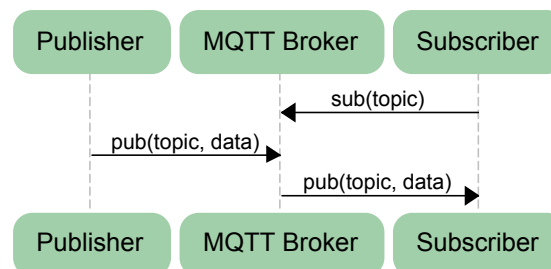 Publisher
MQTT Broker
Subscriber
sub(topic)
pub(topic, data)
pub(topic, data)
Publisher
MQTT Broker
Subscriber